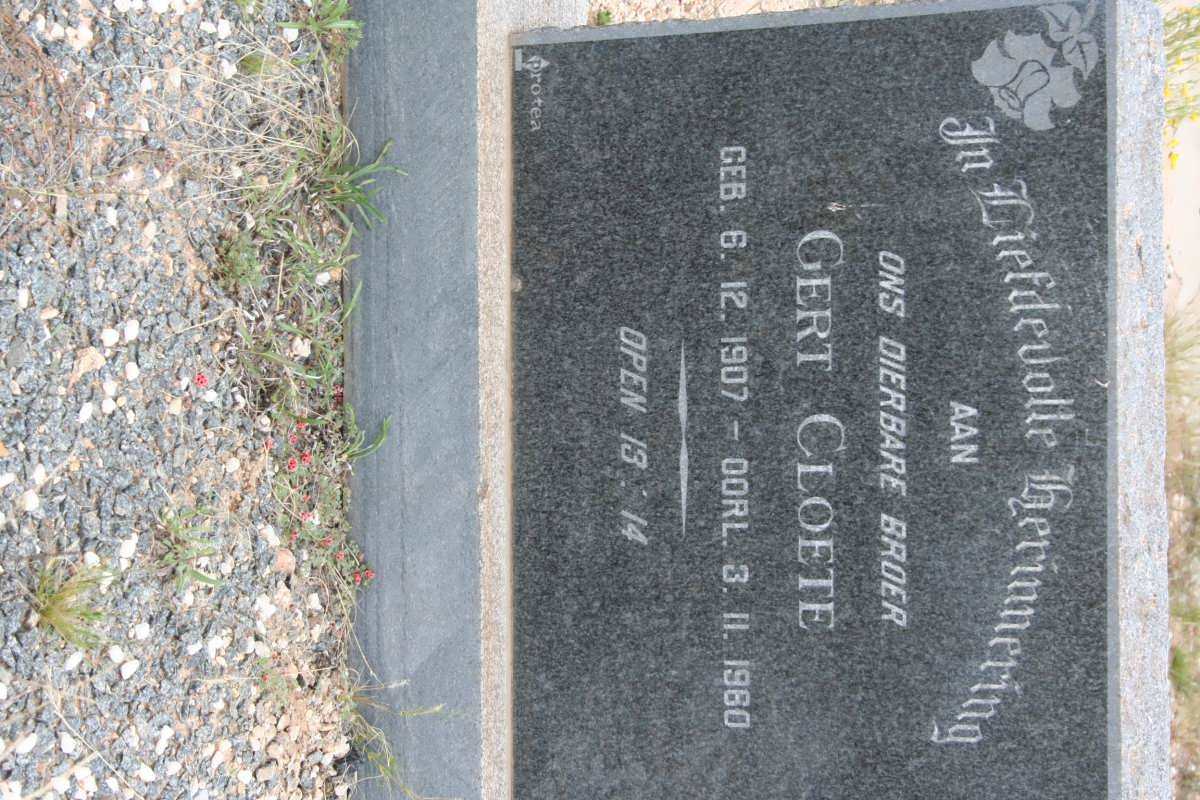 In Liefdevolle Herinnering
AAN
ONS DIERBARE BROER
GERT CLOETE
GEB. 6. 12. 1907 – OORL. 3. 11. 1980
OPEN 13: 14
protea